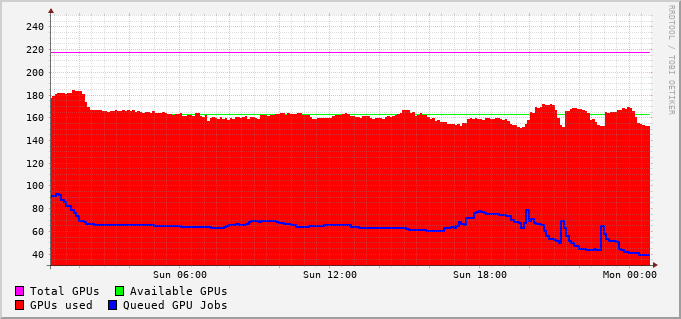 240
220
200
180
160
140
120
100
80
60
40
Sun 06:00 Sun 12:00 Sun 18:00 Mon 00:00
Total GPUs Available GPUs
GPUs used Queued GPU Jobs
RRDTOOL / TOBI OETIKER